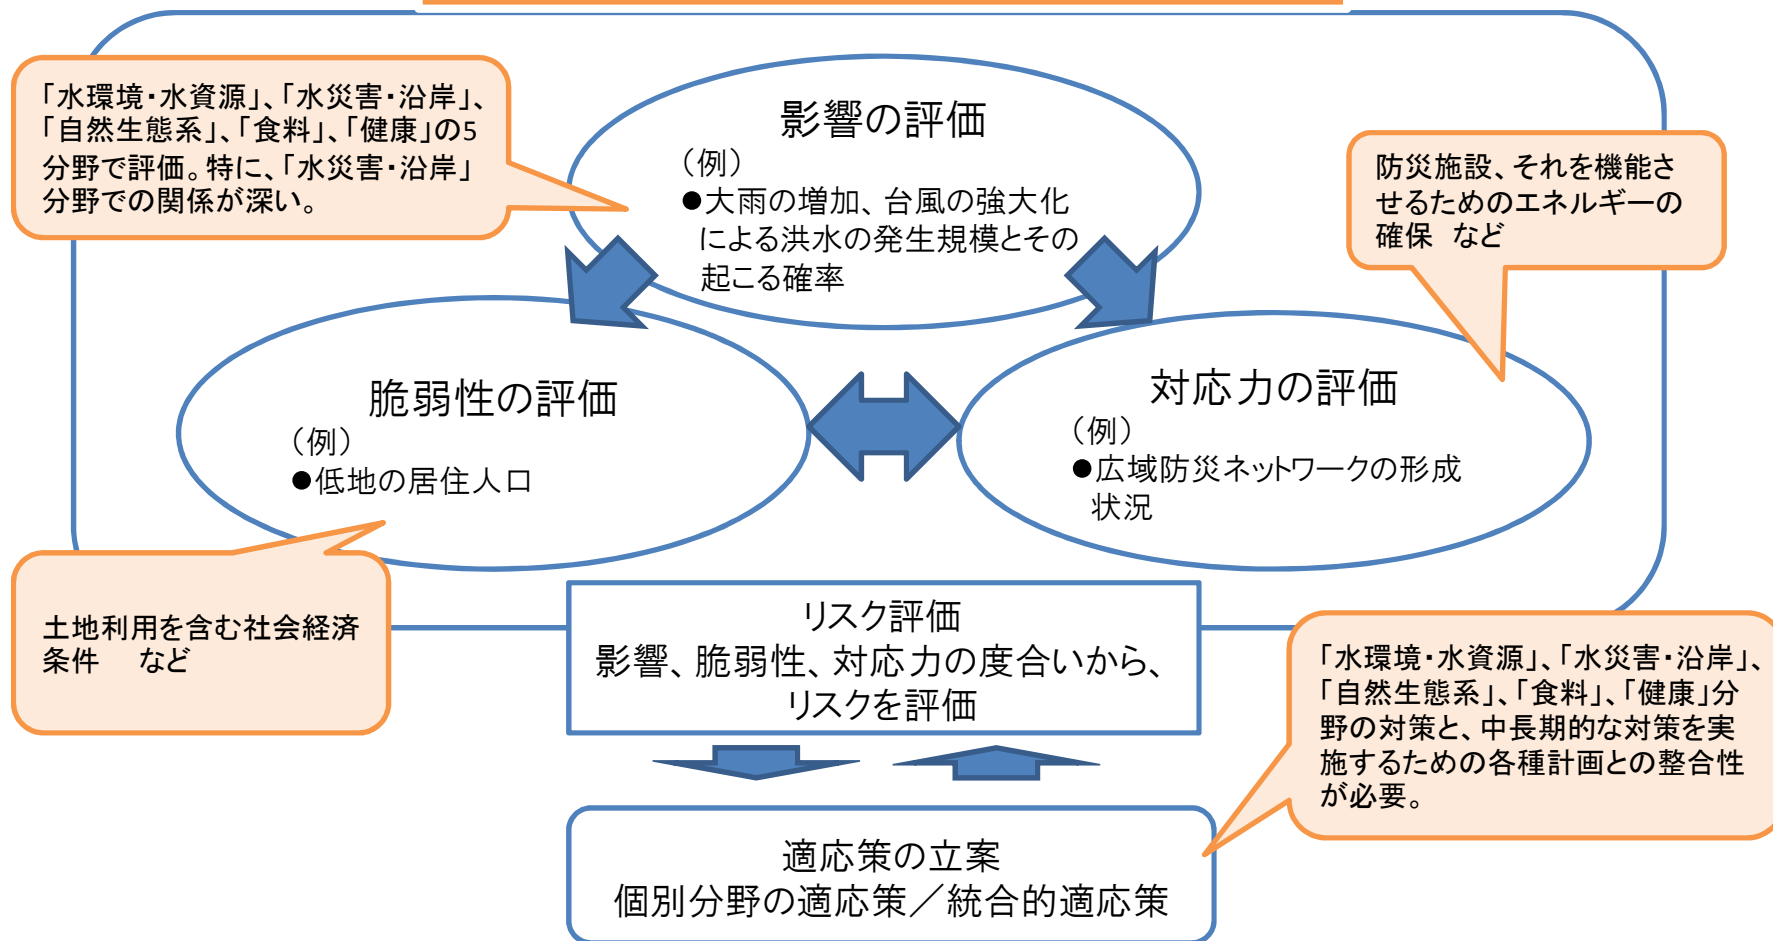 「水環境・水資源」、「水災害・沿岸」、
「自然生態系」、「食料」、「健康」の5
分野で評価。特に、「水災害・沿岸」
分野での関係が深い。
影響の評価
（例）
●大雨の増加、台風の強大化
による洪水の発生規模とその
起こる確率
防災施設、それを機能さ
せるためのエネルギーの
確保　など
脆弱性の評価
（例）
●低地の居住人口
対応力の評価
（例）
●広域防災ネットワークの形成
状況
土地利用を含む社会経済
条件　など
リスク評価
影響、脆弱性、対応力の度合いから、
リスクを評価
「水環境・水資源」、「水災害・沿岸」、
「自然生態系」、「食料」、「健康」分
野の対策と、中長期的な対策を実
施するための各種計画との整合性
が必要。
適応策の立案
個別分野の適応策／統合的適応策